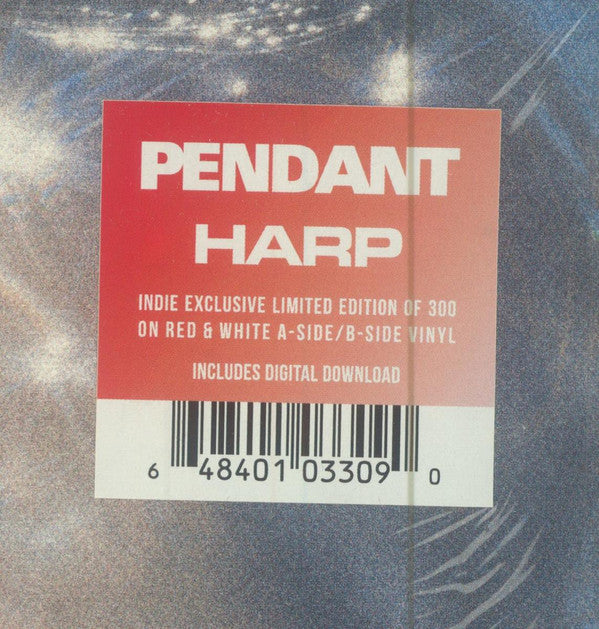 PENDANT
HARP
INDIE EXCLUSIVE LIMITED EDITION OF 300
ON RED & WHITE A-SIDE/B-SIDE VINYL
INCLUDES DIGITAL DOWNLOAD
6 48401 03309 0